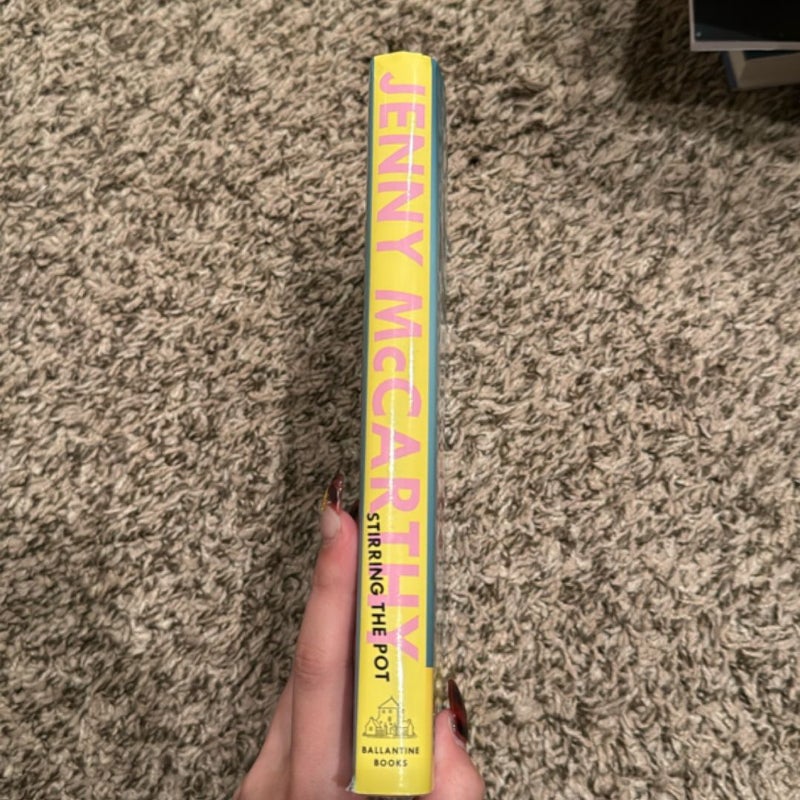 JENNY McCARTHY
STIRRING THE POT
BALLANTINE
BOOKS